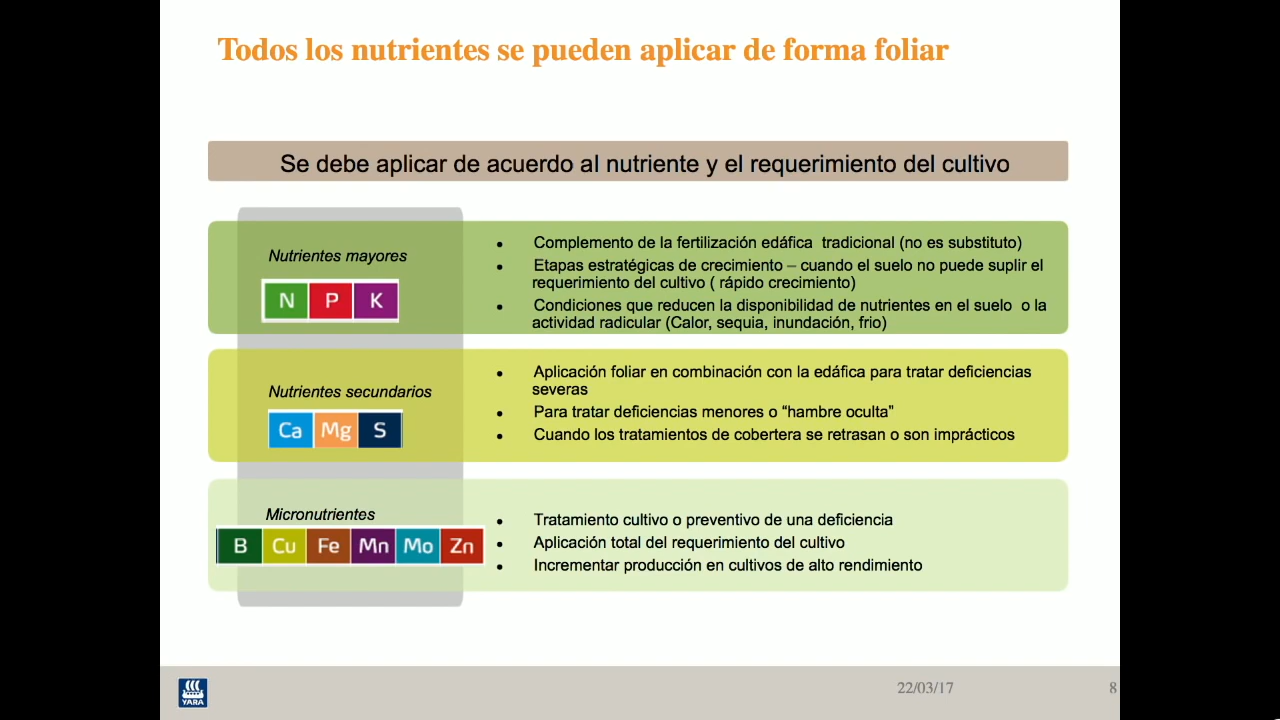 Todos los nutrientes se pueden aplicar de forma foliar
Se debe aplicar de acuerdo al nutriente y el requerimiento del cultivo
Nutrientes mayores
N P K
• Complemento de la fertilización edáfica tradicional (no es substituto)
• Etapas estratégicas de crecimiento – cuando el suelo no puede suplir el
requerimiento del cultivo ( rápido crecimiento)
• Condiciones que reducen la disponibilidad de nutrientes en el suelo o la
actividad radicular (Calor, sequia, inundación, frio)
Nutrientes secundarios
Ca Mg S
• Aplicación foliar en combinación con la edáfica para tratar deficiencias
severas
• Para tratar deficiencias menores o “hambre oculta”
• Cuando los tratamientos de cobertera se retrasan o son imprácticos
Micronutrientes
B Cu Fe Mn Mo Zn
• Tratamiento cultivo o preventivo de una deficiencia
• Aplicación total del requerimiento del cultivo
• Incrementar producción en cultivos de alto rendimiento
YARA
22/03/17
8